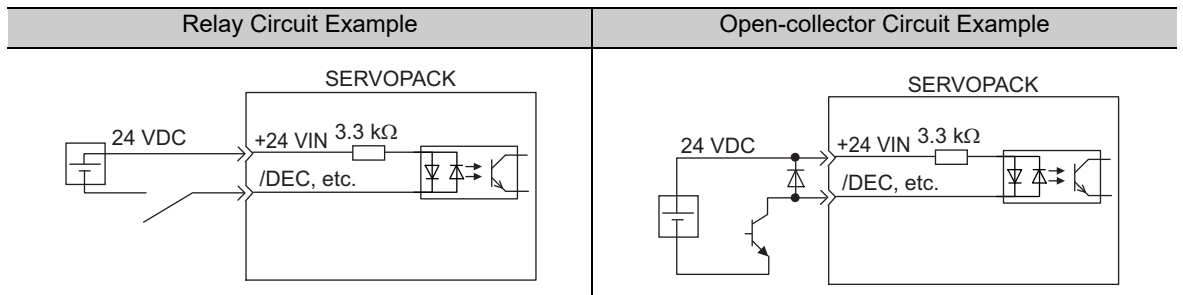 Relay Circuit Example
Open-collector Circuit Example
SERVOPACK
24 VDC
+24 VIN
3.3 kΩ
/DEC, etc.
SERVOPACK
24 VDC
+24 VIN
3.3 kΩ
/DEC, etc.